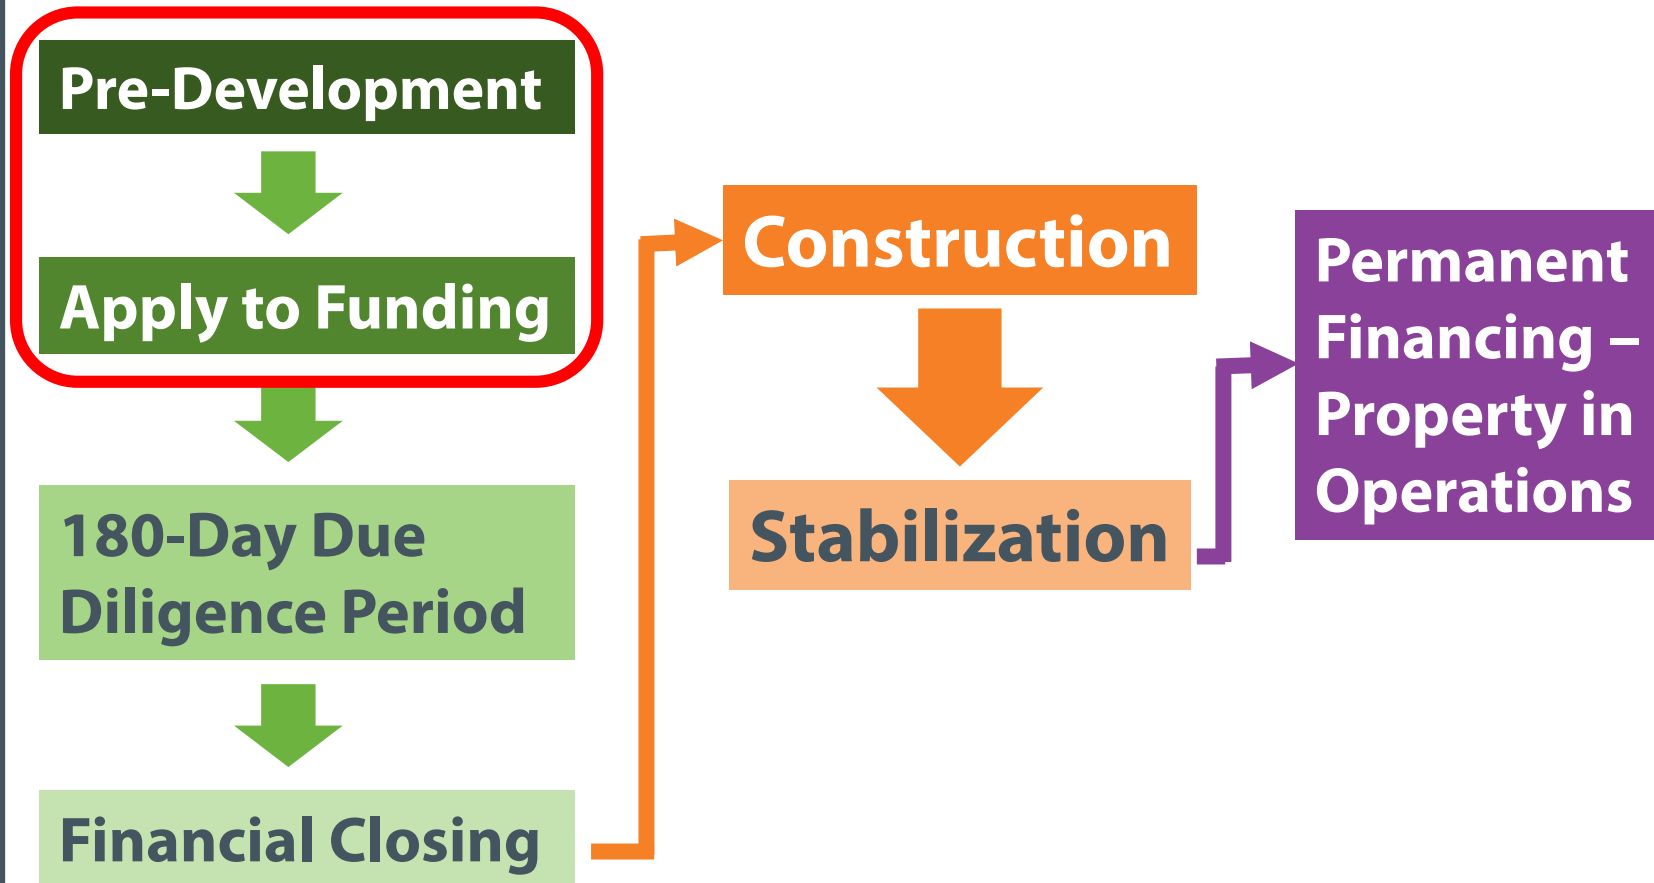 Pre-Development
Apply to Funding
180-Day Due
Diligence Period
Financial Closing
Construction
Stabilization
Permanent
Financing –
Property in
Operations